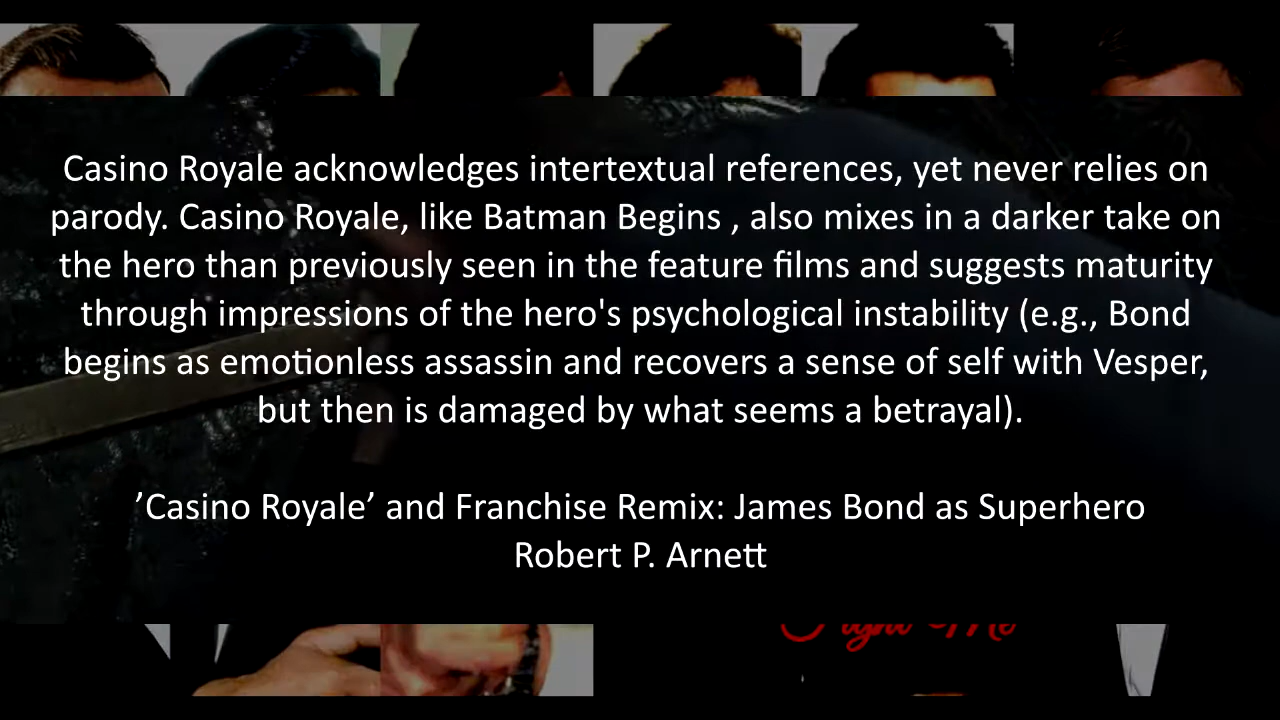 Casino Royale acknowledges intertextual references, yet never relies on
parody. Casino Royale, like Batman Begins , also mixes in a darker take on
the hero than previously seen in the feature films and suggests maturity
through impressions of the hero's psychological instability (e.g., Bond
begins as emotionless assassin and recovers a sense of self with Vesper,
but then is damaged by what seems a betrayal).
’Casino Royale’ and Franchise Remix: James Bond as Superhero
Robert P. Arnett
Fight Me